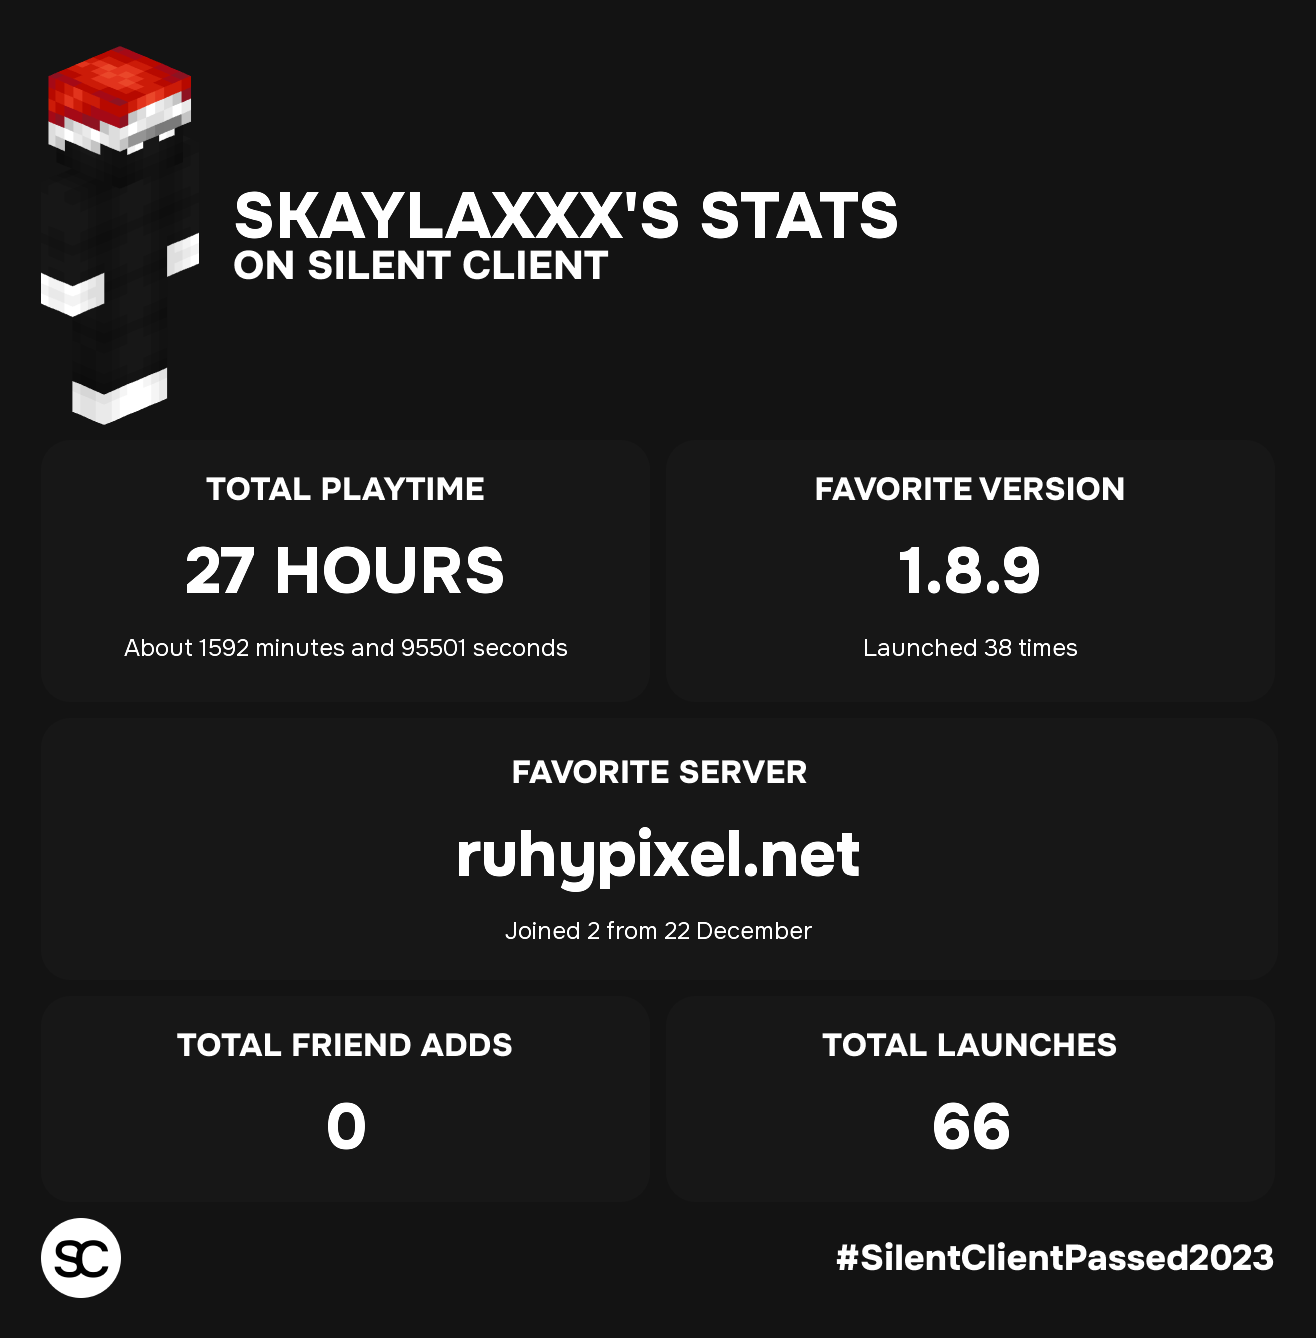 SKAYLAXXX'S STATS
ON SILENT CLIENT
TOTAL PLAYTIME
27 HOURS
About 1592 minutes and 95501 seconds
FAVORITE VERSION
1.8.9
Launched 38 times
FAVORITE SERVER
ruhypixel.net
Joined 2 from 22 December
TOTAL FRIEND ADDS
0
TOTAL LAUNCHES
66
SC
#SilentClientPassed2023